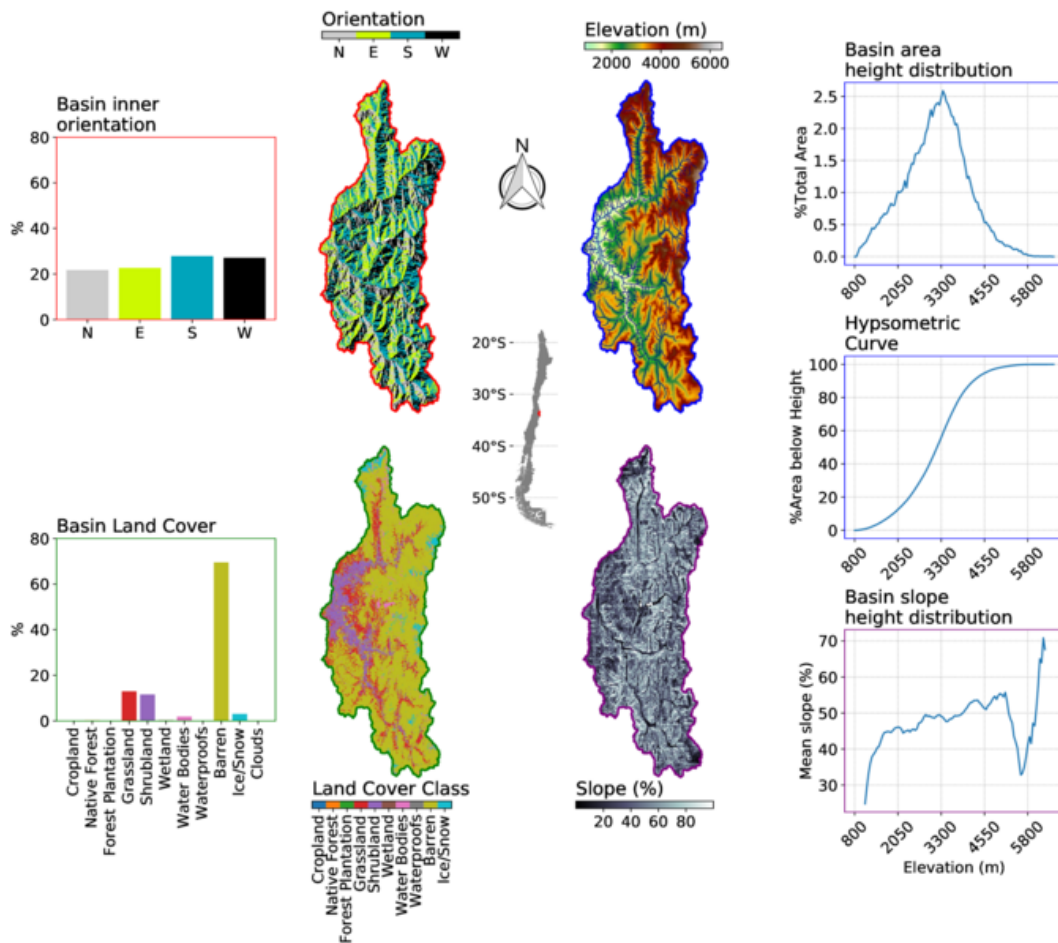 Orientation
N E S W
Elevation (m)
2000 4000 6000
Basin inner
orientation
80
60
40
20
0
%
N E S W
N
Basin area
height distribution
2.5
2.0
1.5
1.0
0.5
0.0
%Total Area
800 2050 3300 4550 5800
20°S
30°S
40°S
50°S
Hypsometric
Curve
100
80
60
40
20
0
%Area below Height
800 2050 3300 4550 5800
Basin Land Cover
80
60
40
20
0
%
Cropland
Native Forest
Forest Plantation
Grassland
Shrubland
Wetland
Water Bodies
Waterproofs
Barren
Ice/Snow
Clouds
Land Cover Class
Cropland
Native Forest
Forest Plantation
Grassland
Shrubland
Wetland
Water Bodies
Waterproofs
Barren
Ice/Snow
Slope (%)
20 40 60 80
Basin slope
height distribution
70
60
50
40
30
Mean slope (%)
800 2050 3300 4550 5800
Elevation (m)